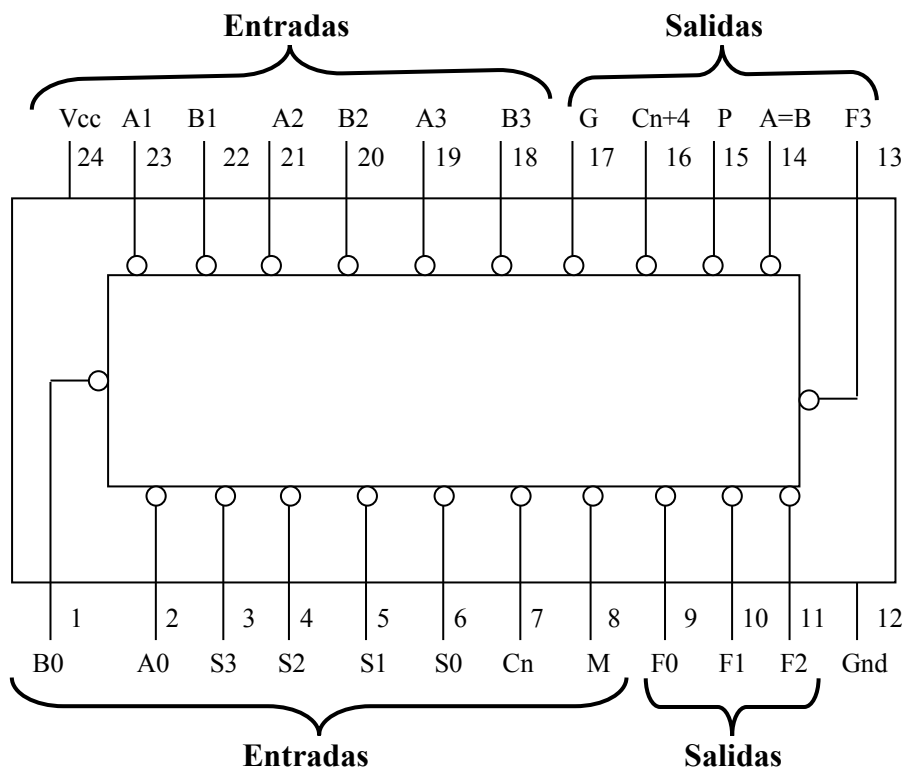 Entradas Salidas
Vcc A1 B1 A2 B2 A3 B3 G Cn+4 P A=B F3
24 23 22 21 20 19 18 17 16 15 14 13
1 2 3 4 5 6 7 8 9 10 11 12
B0 A0 S3 S2 S1 S0 Cn M F0 F1 F2 Gnd
Entradas Salidas